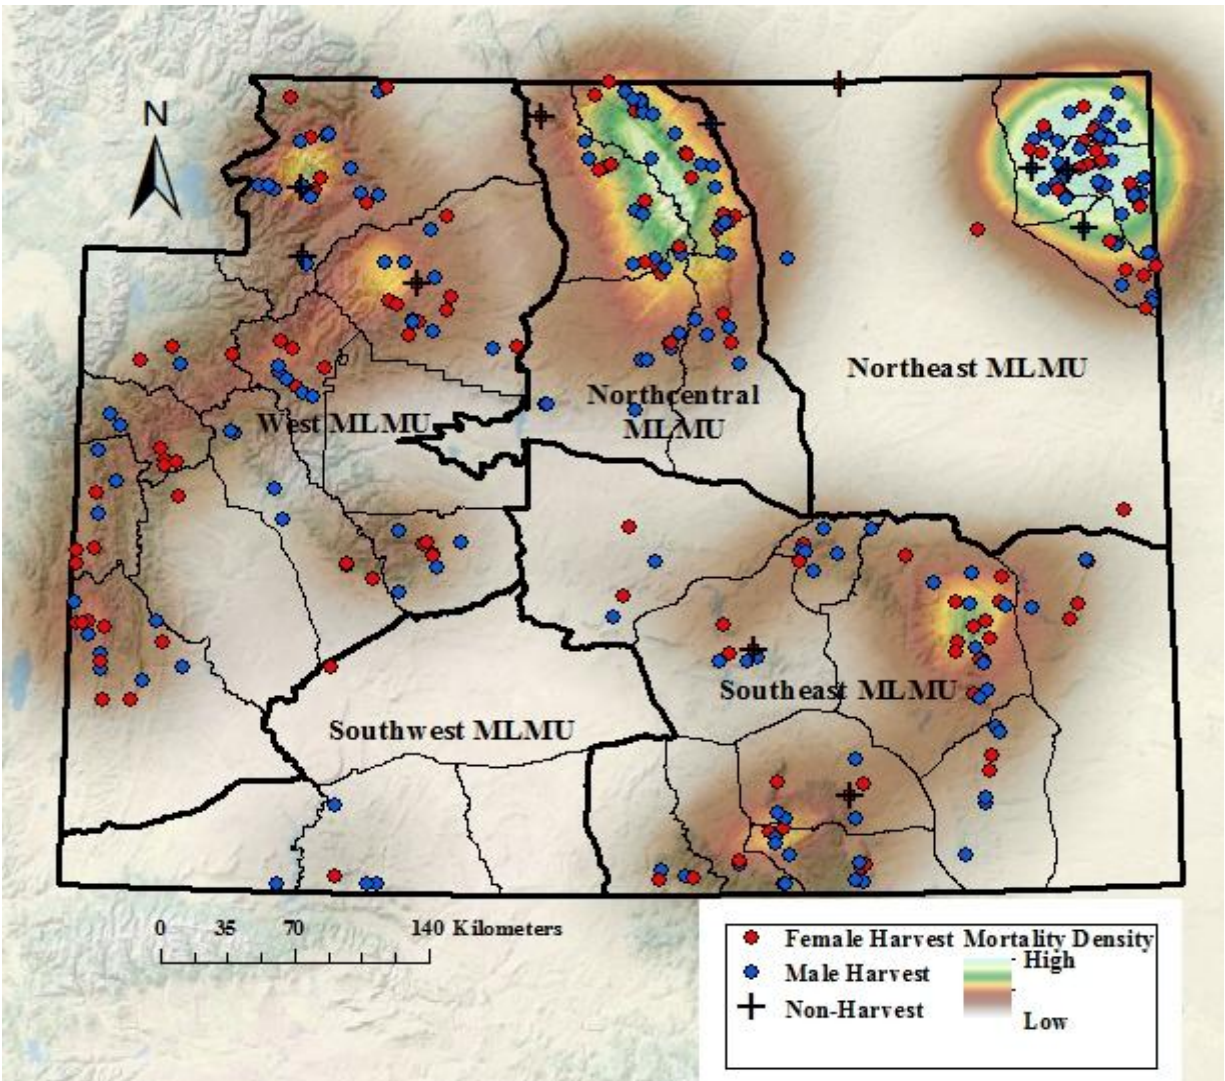 N
Northeast MLMU
Northcentral
MLMU
West MLMU
Southeast MLMU
Southwest MLMU
0 35 70 140 Kilometers
Female Harvest Mortality Density
High
Male Harvest
Non-Harvest
Low